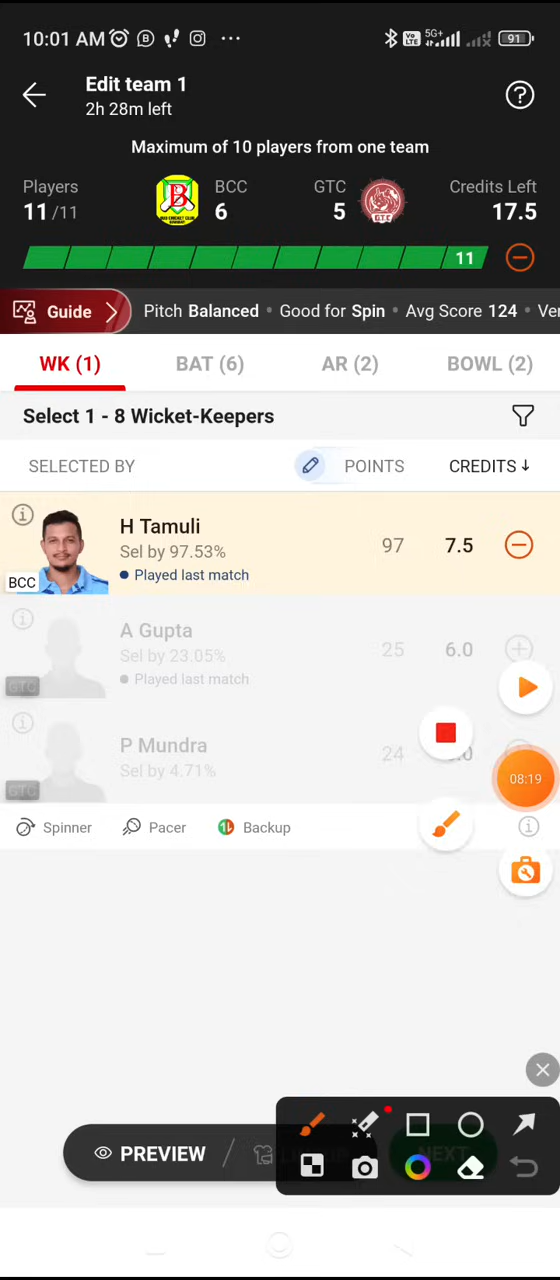 10:01 AM
5G+
91
Edit team 1
2h 28m left
Maximum of 10 players from one team
Players
11/11
BCC
6
GTC
5
Credits Left
17.5
11
Guide
Pitch Balanced • Good for Spin • Avg Score 124 • Ver
WK (1)
BAT (6)
AR (2)
BOWL (2)
Select 1 - 8 Wicket-Keepers
SELECTED BY
POINTS
CREDITS ↓
H Tamuli
Sel by 97.53%
Played last match
BCC
97
7.5
A Gupta
Sel by 23.05%
Played last match
GTC
25
6.0
P Mundra
Sel by 4.71%
GTC
24
08:19
Spinner
Pacer
Backup
PREVIEW
NEXT